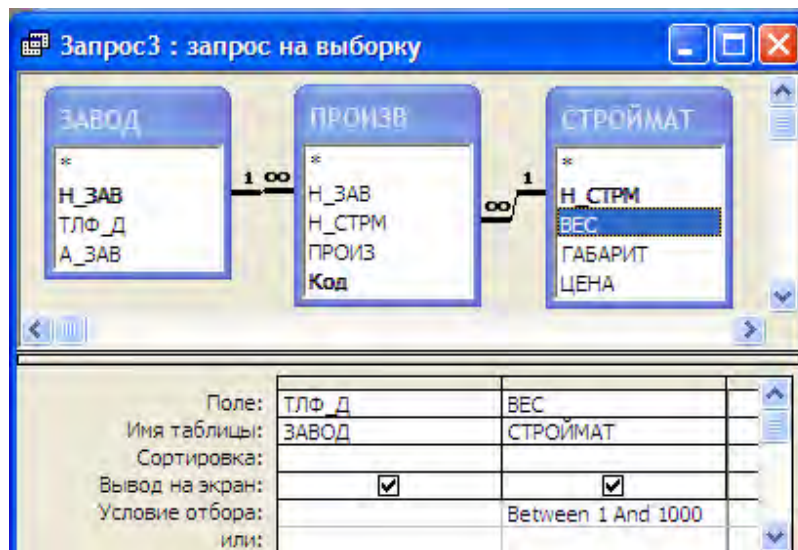 Запрос3 : запрос на выборку
ЗАВОД
*
Н_ЗАВ
ТЛФ_Д
А_ЗАВ
1 ∞
ПРОИЗВ
*
Н_ЗАВ
Н_СТРМ
ПРОИЗ
Код
∞ 1
СТРОЙМАТ
*
Н_СТРМ
ВЕС
ГАБАРИТ
ЦЕНА
Поле: ТЛФ_Д ВЕС
Имя таблицы: ЗАВОД СТРОЙМАТ
Сортировка:
Вывод на экран:
Условие отбора: Between 1 And 1000
или: